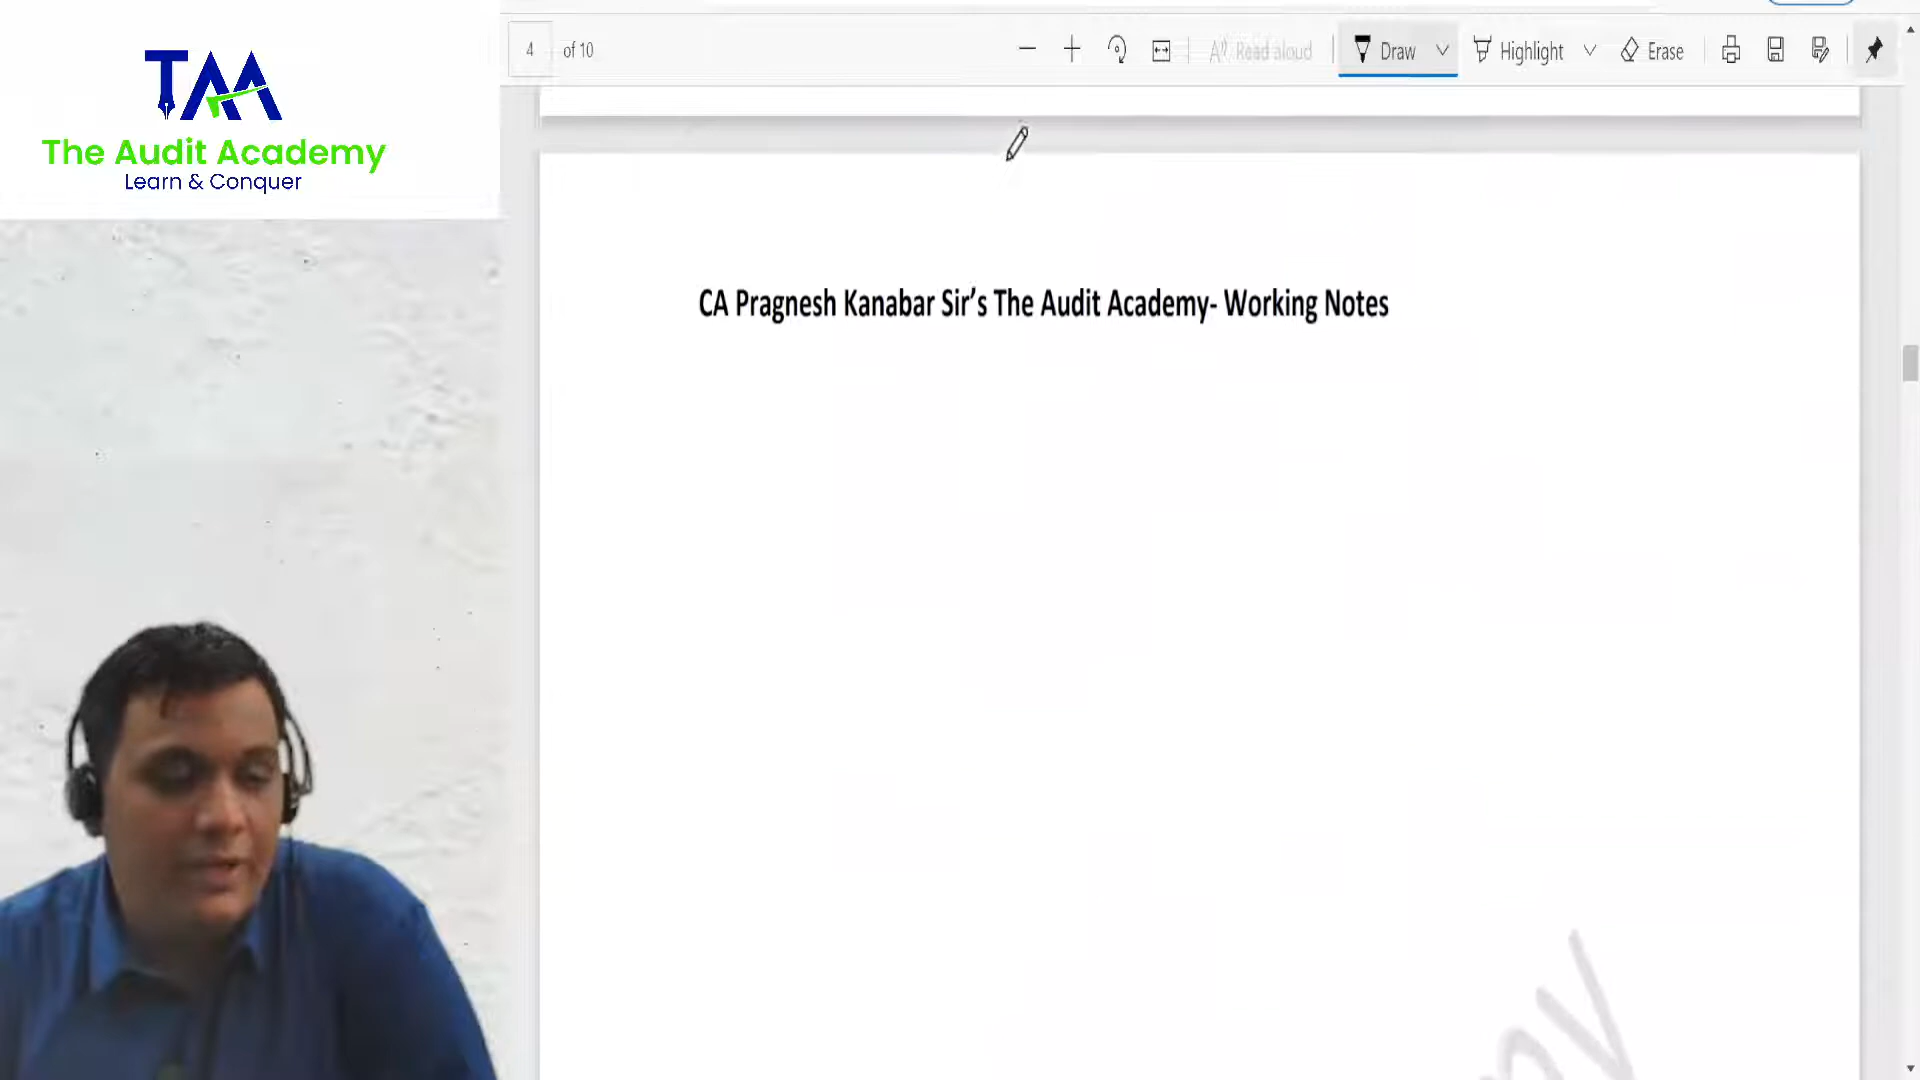 TAA
The Audit Academy
Learn & Conquer
4 of 10
Read aloud
Draw
Highlight
Erase
CA Pragnesh Kanabar Sir's The Audit Academy- Working Notes